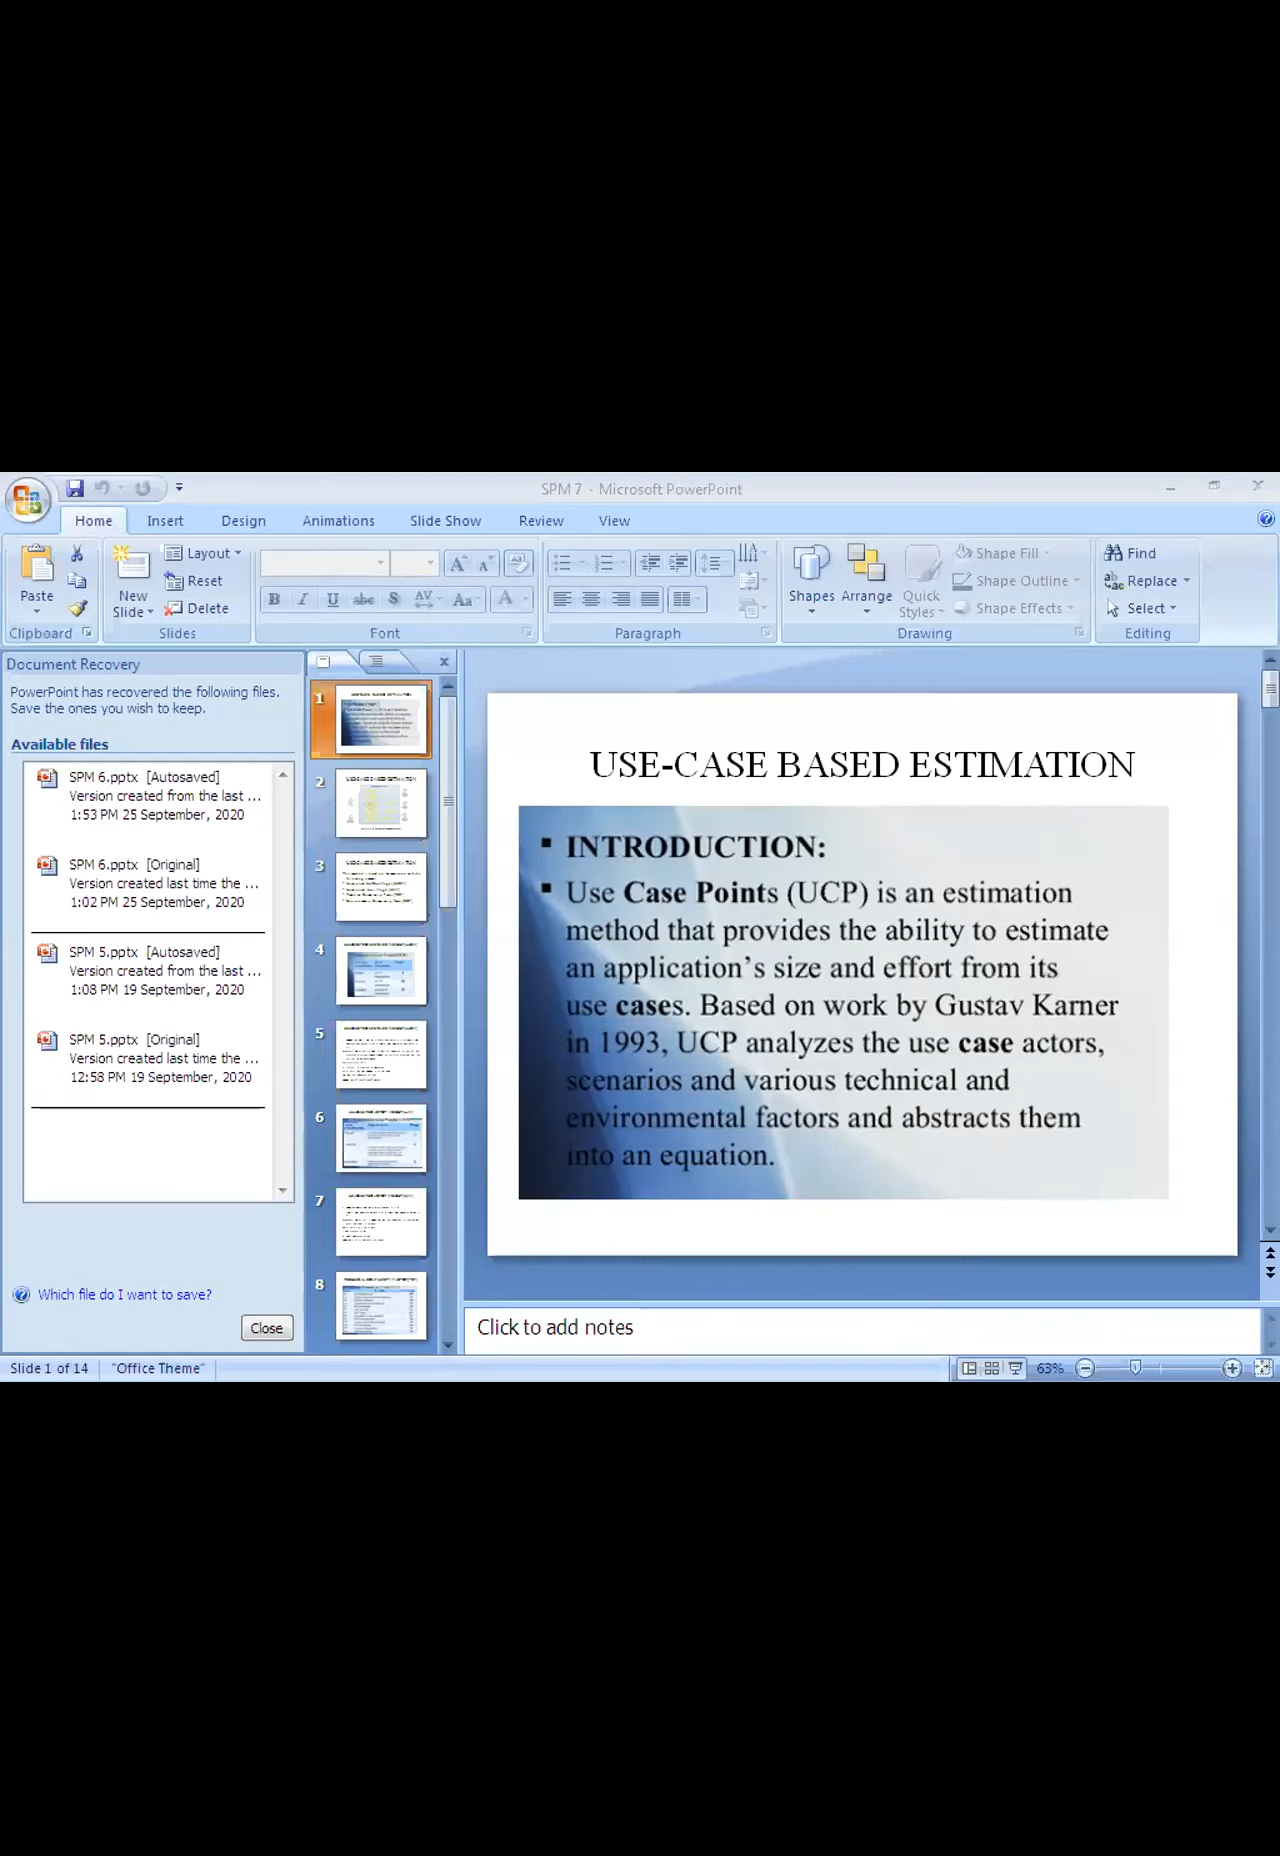 SPM 7 - Microsoft PowerPoint
Home Insert Design Animations Slide Show Review View
Paste
Clipboard
New Slide
Layout
Reset
Delete
Slides
Font
Paragraph
Shapes Arrange Quick Styles
Shape Fill
Shape Outline
Shape Effects
Drawing
Find
Replace
Select
Editing
Document Recovery
PowerPoint has recovered the following files.
Save the ones you wish to keep.
Available files
SPM 6.pptx [Autosaved]
Version created from the last ...
1:53 PM 25 September, 2020
SPM 6.pptx [Original]
Version created last time the ...
1:02 PM 25 September, 2020
SPM 5.pptx [Autosaved]
Version created from the last ...
1:08 PM 19 September, 2020
SPM 5.pptx [Original]
Version created last time the ...
12:58 PM 19 September, 2020
Which file do I want to save?
Close
1
2
3
4
5
6
7
8
USE-CASE BASED ESTIMATION
▪ INTRODUCTION:
▪ Use Case Points (UCP) is an estimation
method that provides the ability to estimate
an application’s size and effort from its
use cases. Based on work by Gustav Karner
in 1993, UCP analyzes the use case actors,
scenarios and various technical and
environmental factors and abstracts them
into an equation.
Click to add notes
Slide 1 of 14 "Office Theme" 63%